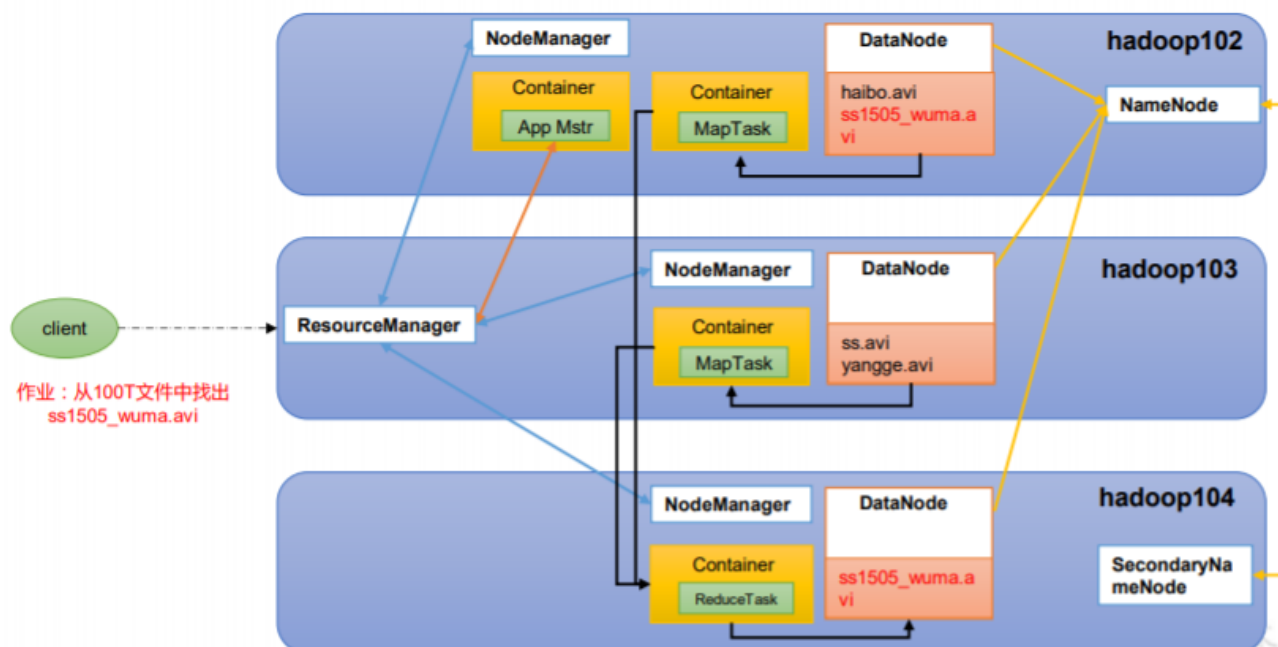 NodeManager
DataNode
hadoop102
Container
App Mstr
Container
MapTask
haibo.avi
ss1505_wuma.a
vi
NameNode
NodeManager
DataNode
hadoop103
client
ResourceManager
Container
MapTask
ss.avi
yangge.avi
作业：从100T文件中找出
ss1505_wuma.avi
NodeManager
DataNode
hadoop104
Container
ReduceTask
ss1505_wuma.a
vi
SecondaryNa
meNode